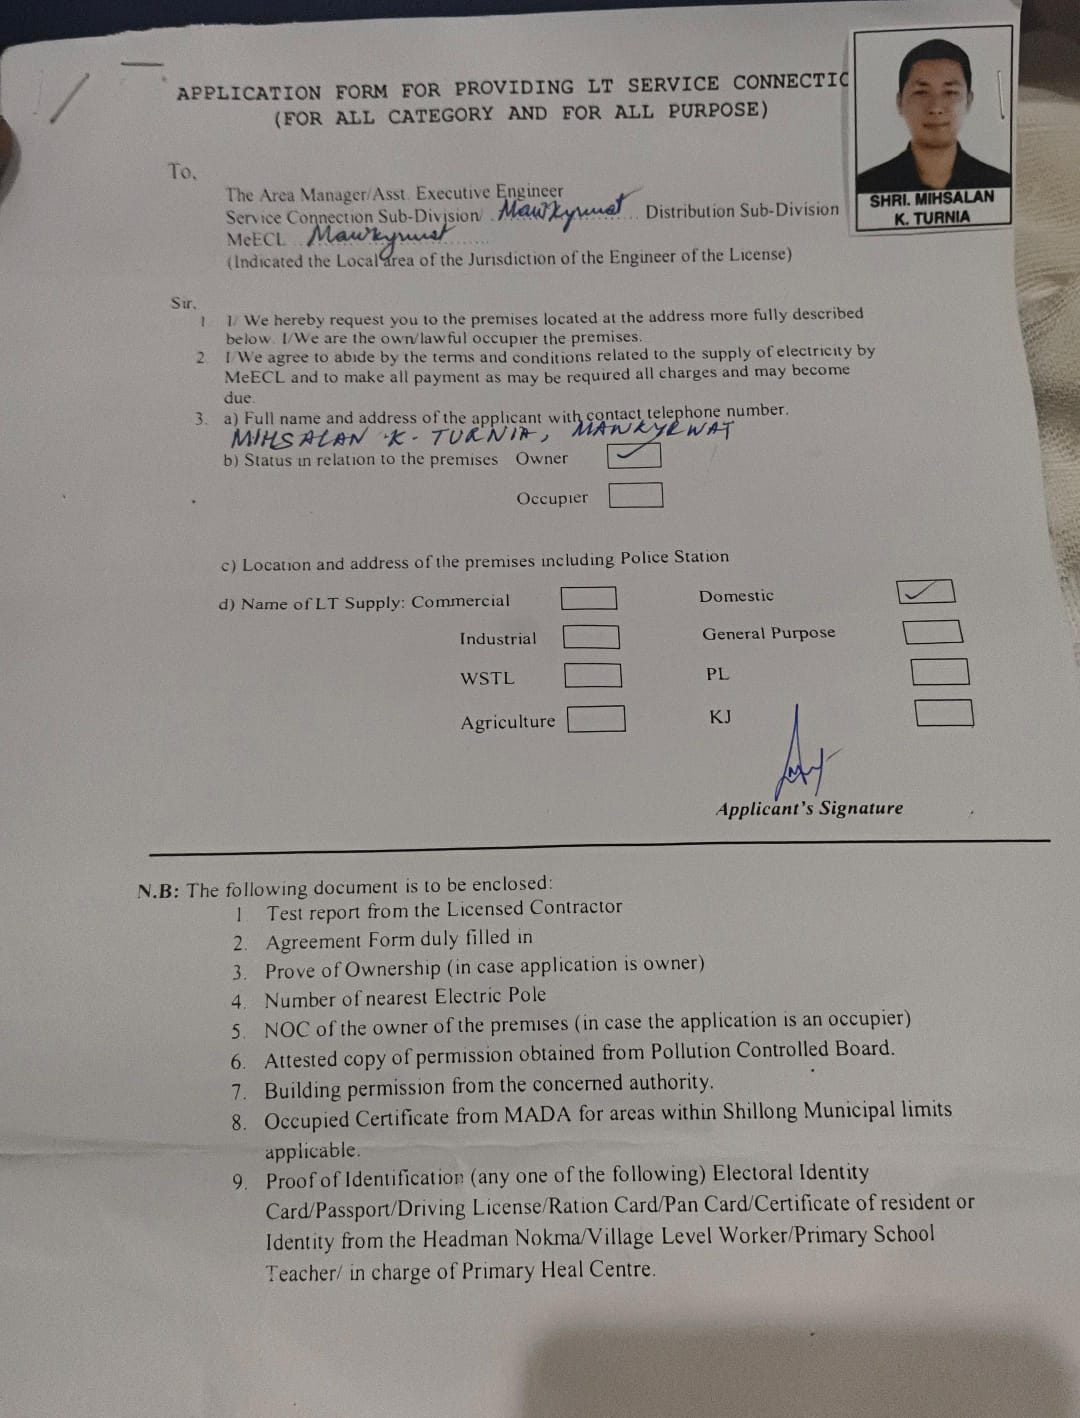 APPLICATION FORM FOR PROVIDING LT SERVICE CONNECTIO
(FOR ALL CATEGORY AND FOR ALL PURPOSE)
SHRI. MIHSALAN
K. TURNIA
To,
The Area Manager/Asst. Executive Engineer
Service Connection Sub-Division/ . Mawkyrwat ... Distribution Sub-Division
MeECL .. Mawkyrwat ..........
(Indicated the Local area of the Jurisdiction of the Engineer of the License)
Sir,
1 I/ We hereby request you to the premises located at the address more fully described
below. I/We are the own/lawful occupier the premises.
2. I/We agree to abide by the terms and conditions related to the supply of electricity by
MeECL and to make all payment as may be required all charges and may become
due.
3. a) Full name and address of the applicant with contact telephone number.
MIHSALAN K. TURNIA, MAWKYRWAT
b) Status in relation to the premises Owner ✓
Occupier
c) Location and address of the premises including Police Station
d) Name of LT Supply: Commercial Domestic ✓
Industrial General Purpose
WSTL PL
Agriculture KJ
Applicant's Signature
N.B: The following document is to be enclosed:
1 Test report from the Licensed Contractor
2. Agreement Form duly filled in
3. Prove of Ownership (in case application is owner)
4. Number of nearest Electric Pole
5. NOC of the owner of the premises (in case the application is an occupier)
6. Attested copy of permission obtained from Pollution Controlled Board.
7. Building permission from the concerned authority.
8. Occupied Certificate from MADA for areas within Shillong Municipal limits
applicable.
9. Proof of Identification (any one of the following) Electoral Identity
Card/Passport/Driving License/Ration Card/Pan Card/Certificate of resident or
Identity from the Headman Nokma/Village Level Worker/Primary School
Teacher/ in charge of Primary Heal Centre.